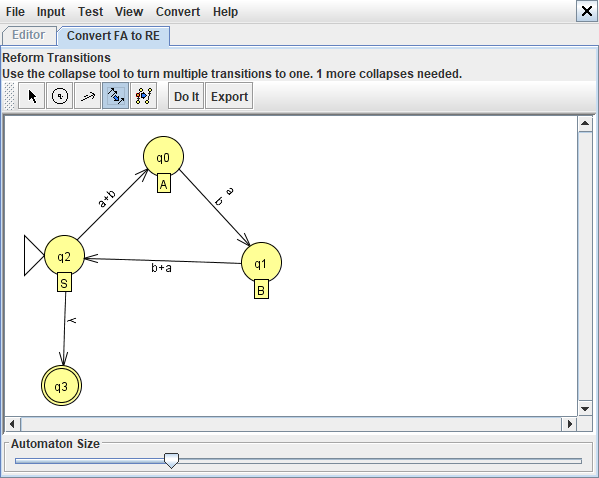 File Input Test View Convert Help
Editor Convert FA to RE
Reform Transitions
Use the collapse tool to turn multiple transitions to one. 1 more collapses needed.
Do It Export
q0
A
a+b
a
b
q2
S
b+a
q1
B
λ
q3
Automaton Size